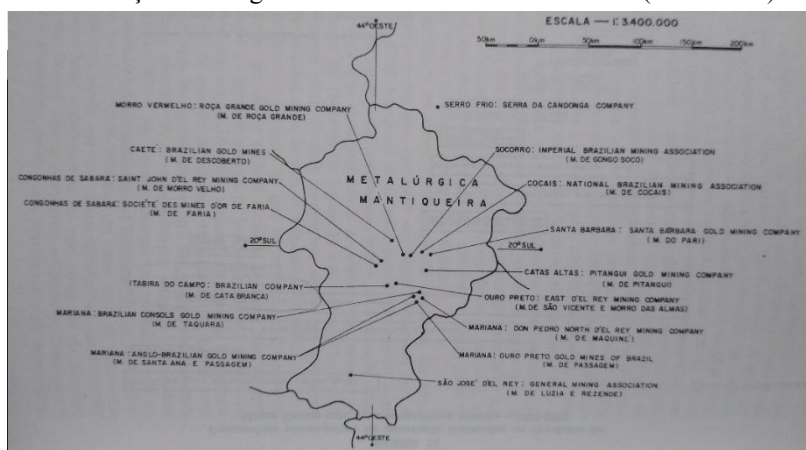 44º OESTE
ESCALA — 1: 3.400.000
50km 0km 50km 100km 150km 200km
MORRO VERMELHO: ROÇA GRANDE GOLD MINING COMPANY
(M. DE ROÇA GRANDE)
SERRO FRIO: SERRA DA CANDONGA COMPANY
CAETÉ: BRAZILIAN GOLD MINES
(M. DE DESCOBERTO)
SOCORRO: IMPERIAL BRAZILIAN MINING ASSOCIATION
(M. DE GONGO SOCO)
CONGONHAS DE SABARÁ: SAINT JOHN D'EL REY MINING COMPANY
(M. DE MORRO VELHO)
METALÚRGICA
MANTIQUEIRA
COCAIS: NATIONAL BRAZILIAN MINING ASSOCIATION
(M. DE COCAIS)
CONGONHAS DE SABARÁ: SOCIÉTÉ DES MINES D'OR DE FARIA
(M. DE FARIA)
SANTA BARBARA: SANTA BÁRBARA GOLD MINING COMPANY
(M. DO PARI)
20º SUL
20º SUL
CATAS ALTAS: PITANGUI GOLD MINING COMPANY
(M. DE PITANGUI)
ITABIRA DO CAMPO: BRAZILIAN COMPANY
(M. DE CATA BRANCA)
OURO PRETO: EAST D'EL REY MINING COMPANY
(M. DE SÃO VICENTE E MORRO DAS ALMAS)
MARIANA: BRAZILIAN CONSOLS GOLD MINING COMPANY
(M. DE TAQUARA)
MARIANA: DON PEDRO NORTH D'EL REY MINING COMPANY
(M. DE MAQUINÉ)
MARIANA: ANGLO-BRAZILIAN GOLD MINING COMPANY
(M. DE SANTA ANA E PASSAGEM)
MARIANA: OURO PRETO GOLD MINES OF BRAZIL
(M. DE PASSAGEM)
SÃO JOSÉ D'EL REY: GENERAL MINING ASSOCIATION
(M. DE LUZIA E REZENDE)
44º OESTE